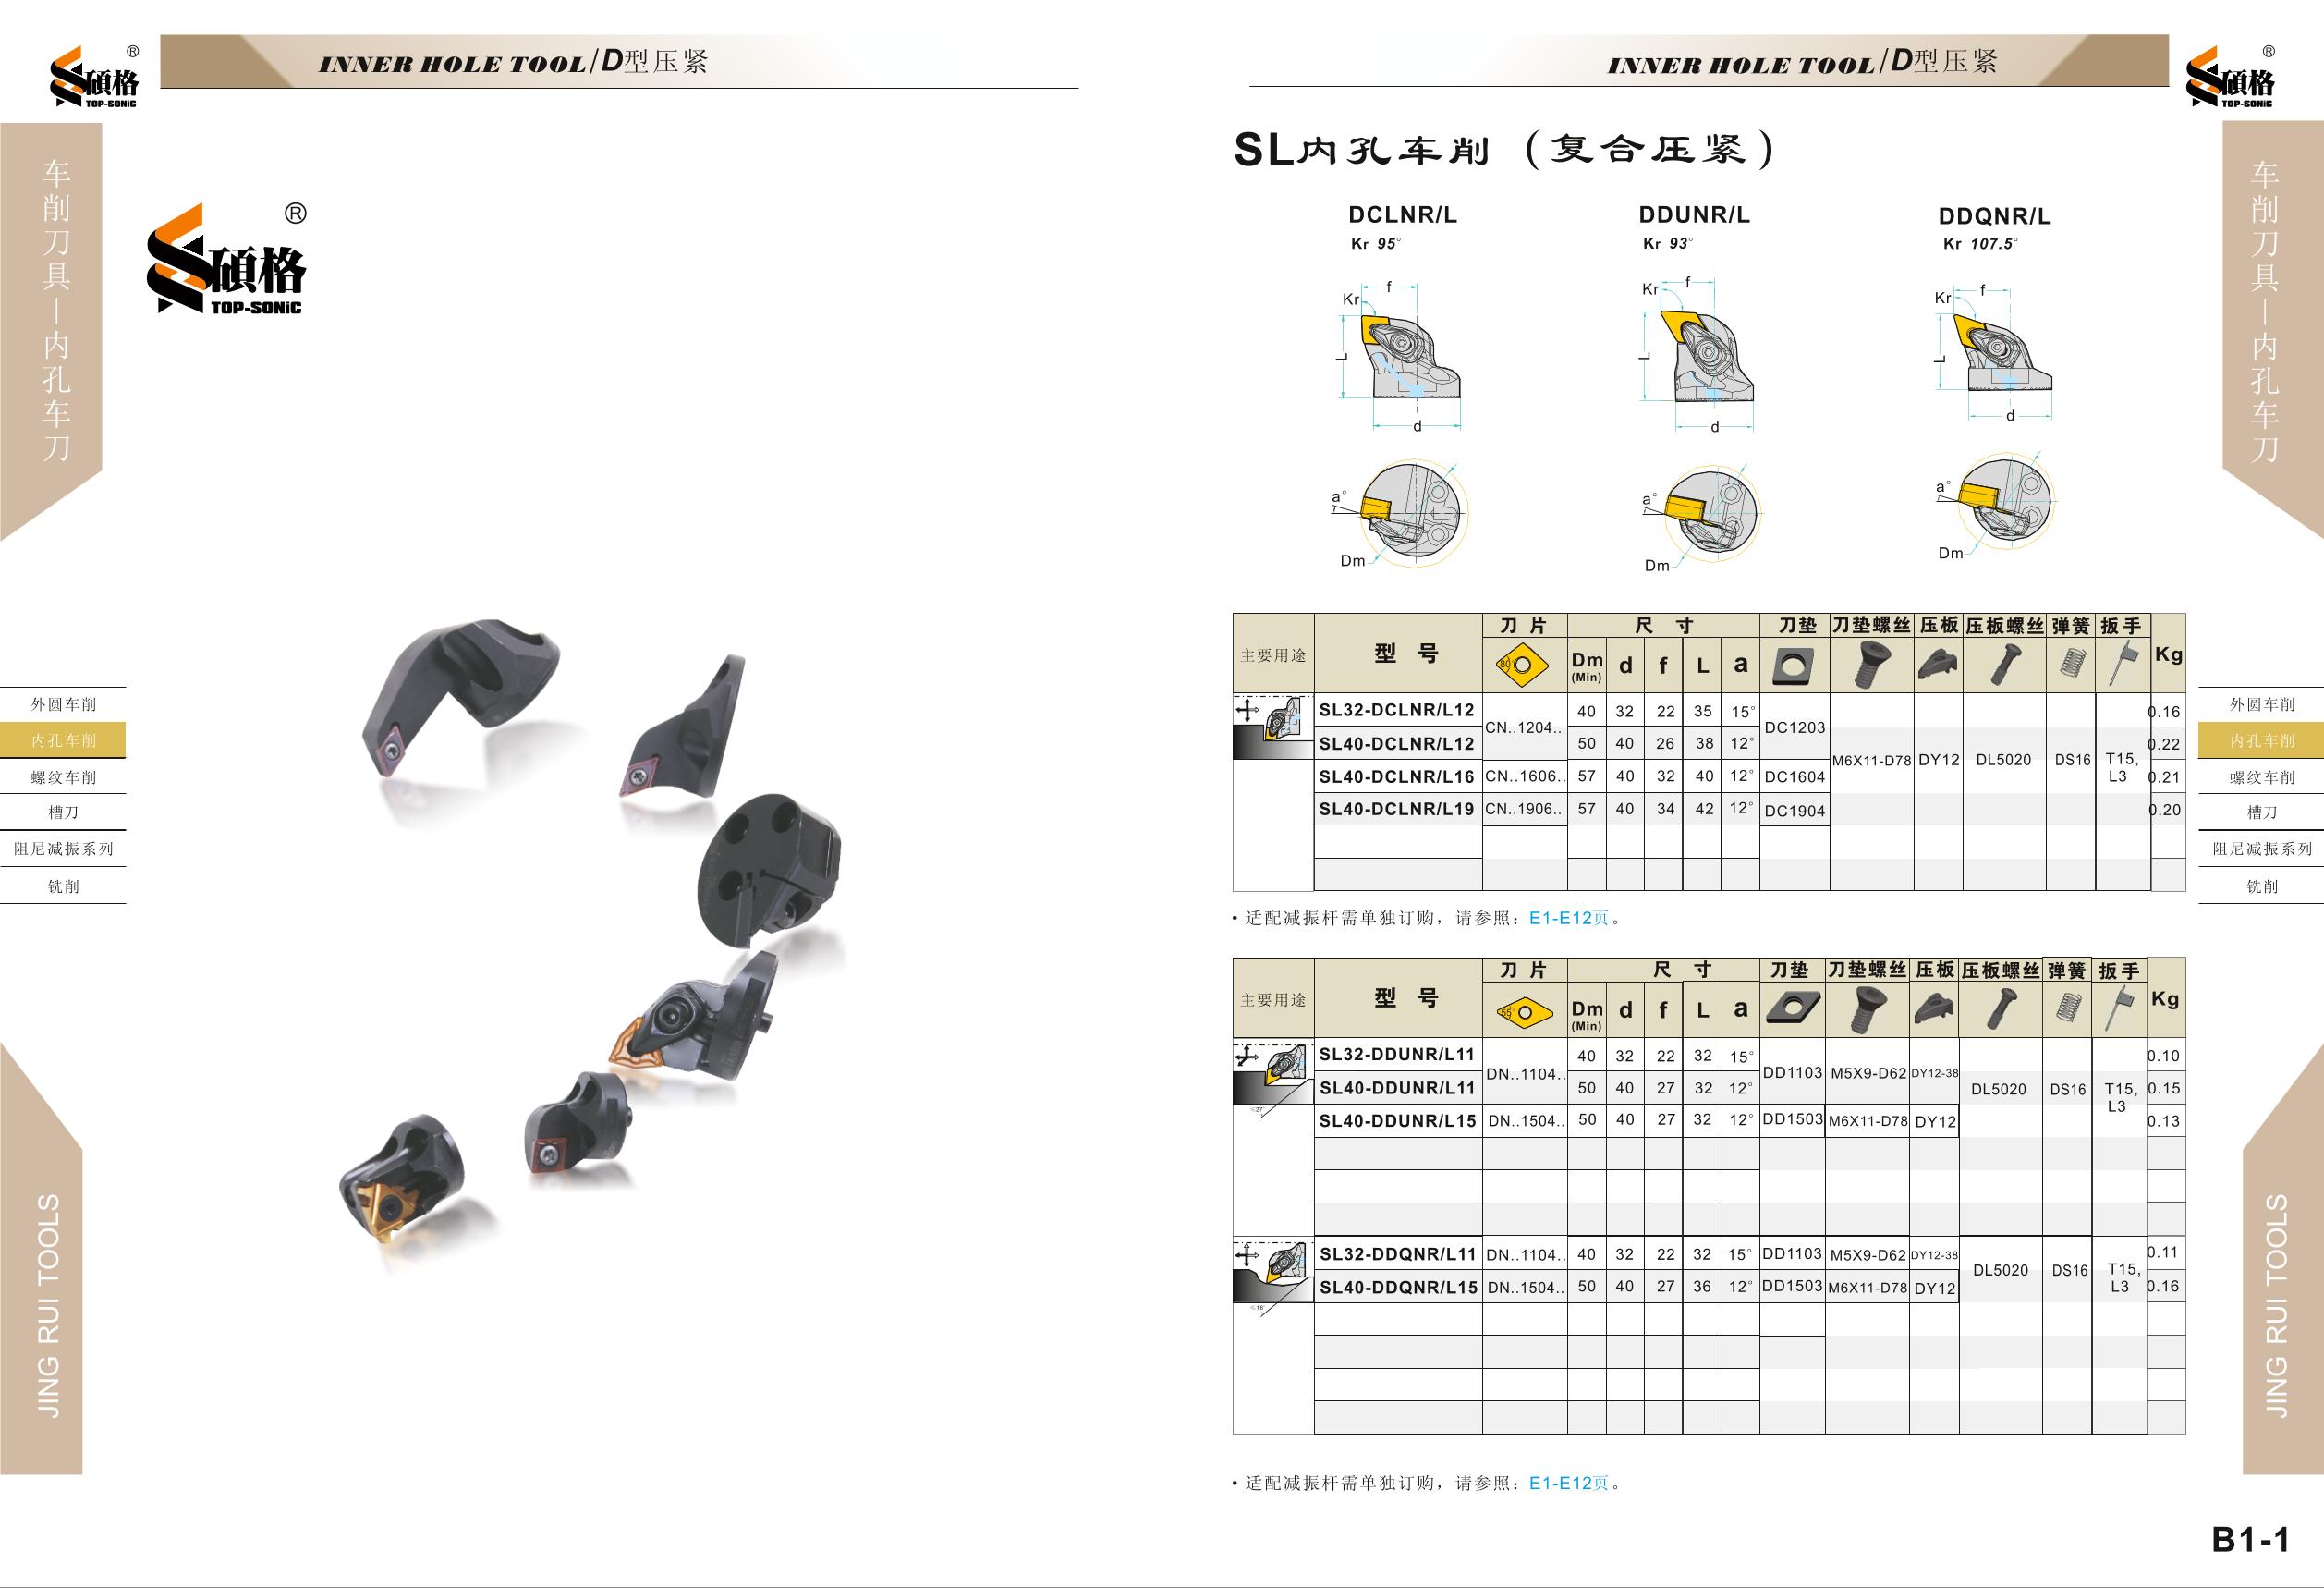 碩格
TOP-SONiC
®
INNER HOLE TOOL/D型压紧
车削刀具—内孔车刀
碩格
TOP-SONiC
®
外圆车削
内孔车削
螺纹车削
槽刀
阻尼减振系列
铣削
JING RUI TOOLS
INNER HOLE TOOL/D型压紧
碩格
TOP-SONiC
®
车削刀具—内孔车刀
SL内孔车削（复合压紧）
DCLNR/L DDUNR/L DDQNR/L
Kr 95° Kr 93° Kr 107.5°
Kr f L d
Kr f L d
Kr f L d
a° Dm
a° Dm
a° Dm
主要用途 型 号 刀 片 尺 寸 刀垫 刀垫螺丝 压板 压板螺丝 弹簧 扳手 Kg
80° Dm (Min) d f L a
SL32-DCLNR/L12 CN..1204.. 40 32 22 35 15° DC1203 M6X11-D78 DY12 DL5020 DS16 T15, L3 0.16
SL40-DCLNR/L12 50 40 26 38 12° 0.22
SL40-DCLNR/L16 CN..1606.. 57 40 32 40 12° DC1604 0.21
SL40-DCLNR/L19 CN..1906.. 57 40 34 42 12° DC1904 0.20
• 适配减振杆需单独订购，请参照：E1-E12页。
主要用途 型 号 刀 片 尺 寸 刀垫 刀垫螺丝 压板 压板螺丝 弹簧 扳手 Kg
55° Dm (Min) d f L a
SL32-DDUNR/L11 DN..1104.. 40 32 22 32 15° DD1103 M5X9-D62 DY12-38 DL5020 DS16 T15, L3 0.10
SL40-DDUNR/L11 50 40 27 32 12° 0.15
SL40-DDUNR/L15 DN..1504.. 50 40 27 32 12° DD1503 M6X11-D78 DY12 0.13
≤27°
SL32-DDQNR/L11 DN..1104.. 40 32 22 32 15° DD1103 M5X9-D62 DY12-38 DL5020 DS16 T15, L3 0.11
SL40-DDQNR/L15 DN..1504.. 50 40 27 36 12° DD1503 M6X11-D78 DY12 0.16
≤18°
• 适配减振杆需单独订购，请参照：E1-E12页。
外圆车削
内孔车削
螺纹车削
槽刀
阻尼减振系列
铣削
JING RUI TOOLS
B1-1